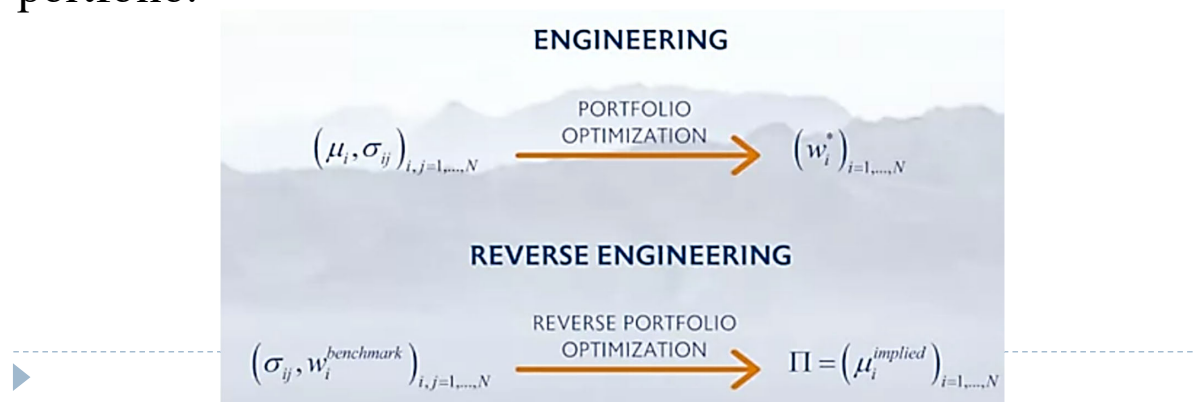 portfolio.
ENGINEERING
PORTFOLIO
OPTIMIZATION
(μ_i, σ_ij)_{i,j=1,...,N} (w_i^*)_{i=1,...,N}
REVERSE ENGINEERING
REVERSE PORTFOLIO
OPTIMIZATION
(σ_ij, w_i^{benchmark})_{i,j=1,...,N} Π = (μ_i^{implied})_{i=1,...,N}